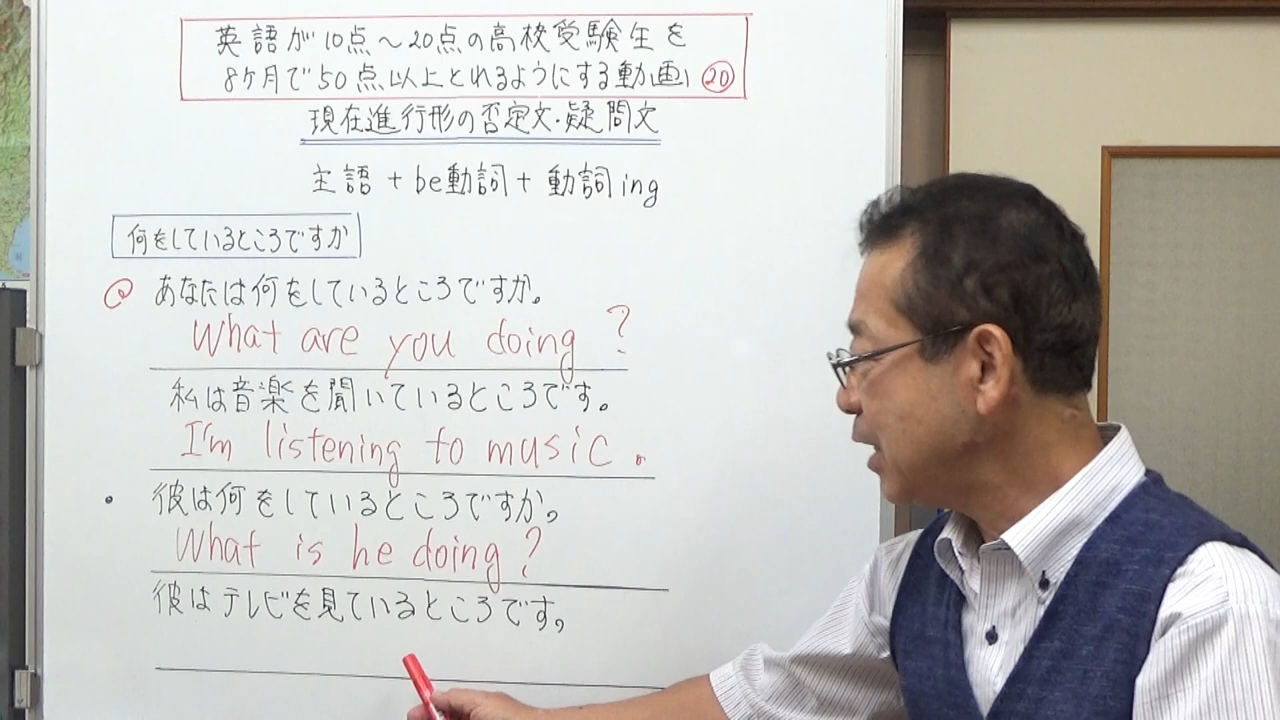 英語が10点〜20点の高校受験生を
8ヶ月で50点以上とれるようにする動画 ⑳
現在進行形の否定文・疑問文
主語 + be動詞 + 動詞ing
何をしているところですか
あなたは何をしているところですか。
What are you doing ?
私は音楽を聞いているところです。
I'm listening to music.
・ 彼は何をしているところですか。
What is he doing ?
彼はテレビを見ているところです。